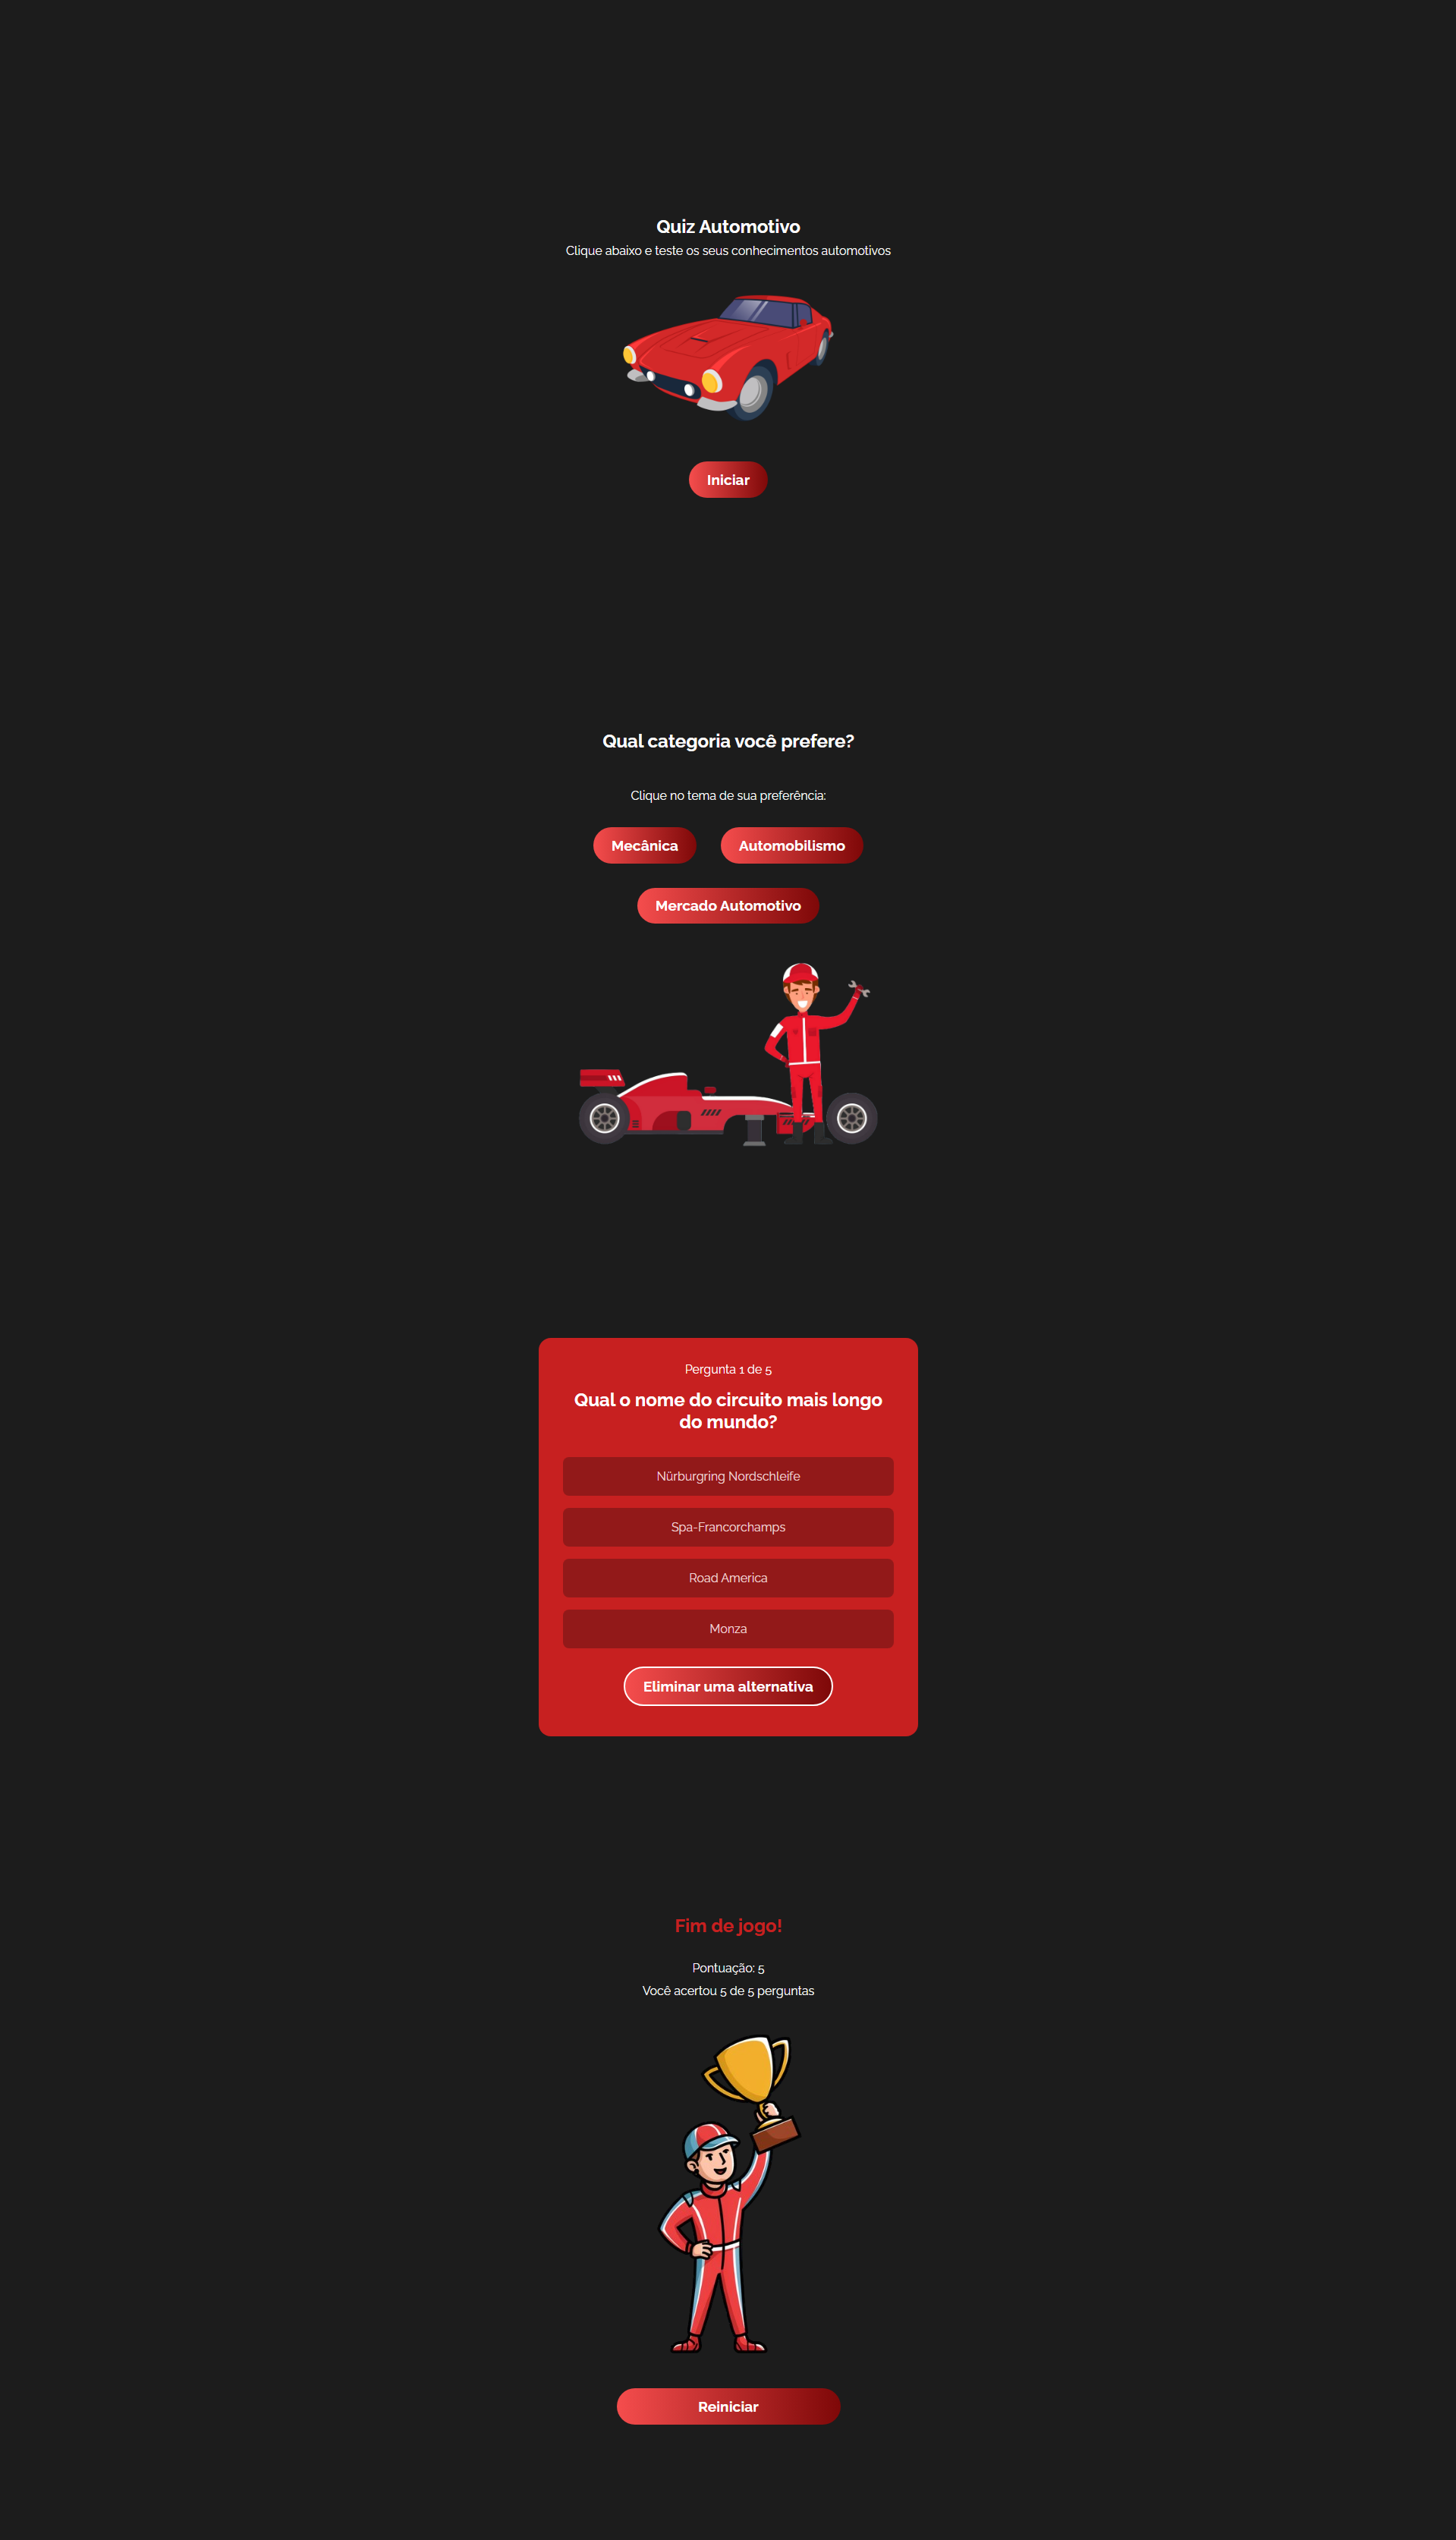 Quiz Automotivo
Clique abaixo e teste os seus conhecimentos automotivos
Iniciar
Qual categoria você prefere?
Clique no tema de sua preferência:
Mecânica
Automobilismo
Mercado Automotivo
Pergunta 1 de 5
Qual o nome do circuito mais longo
do mundo?
Nürburgring Nordschleife
Spa-Francorchamps
Road America
Monza
Eliminar uma alternativa
Fim de jogo!
Pontuação: 5
Você acertou 5 de 5 perguntas
Reiniciar